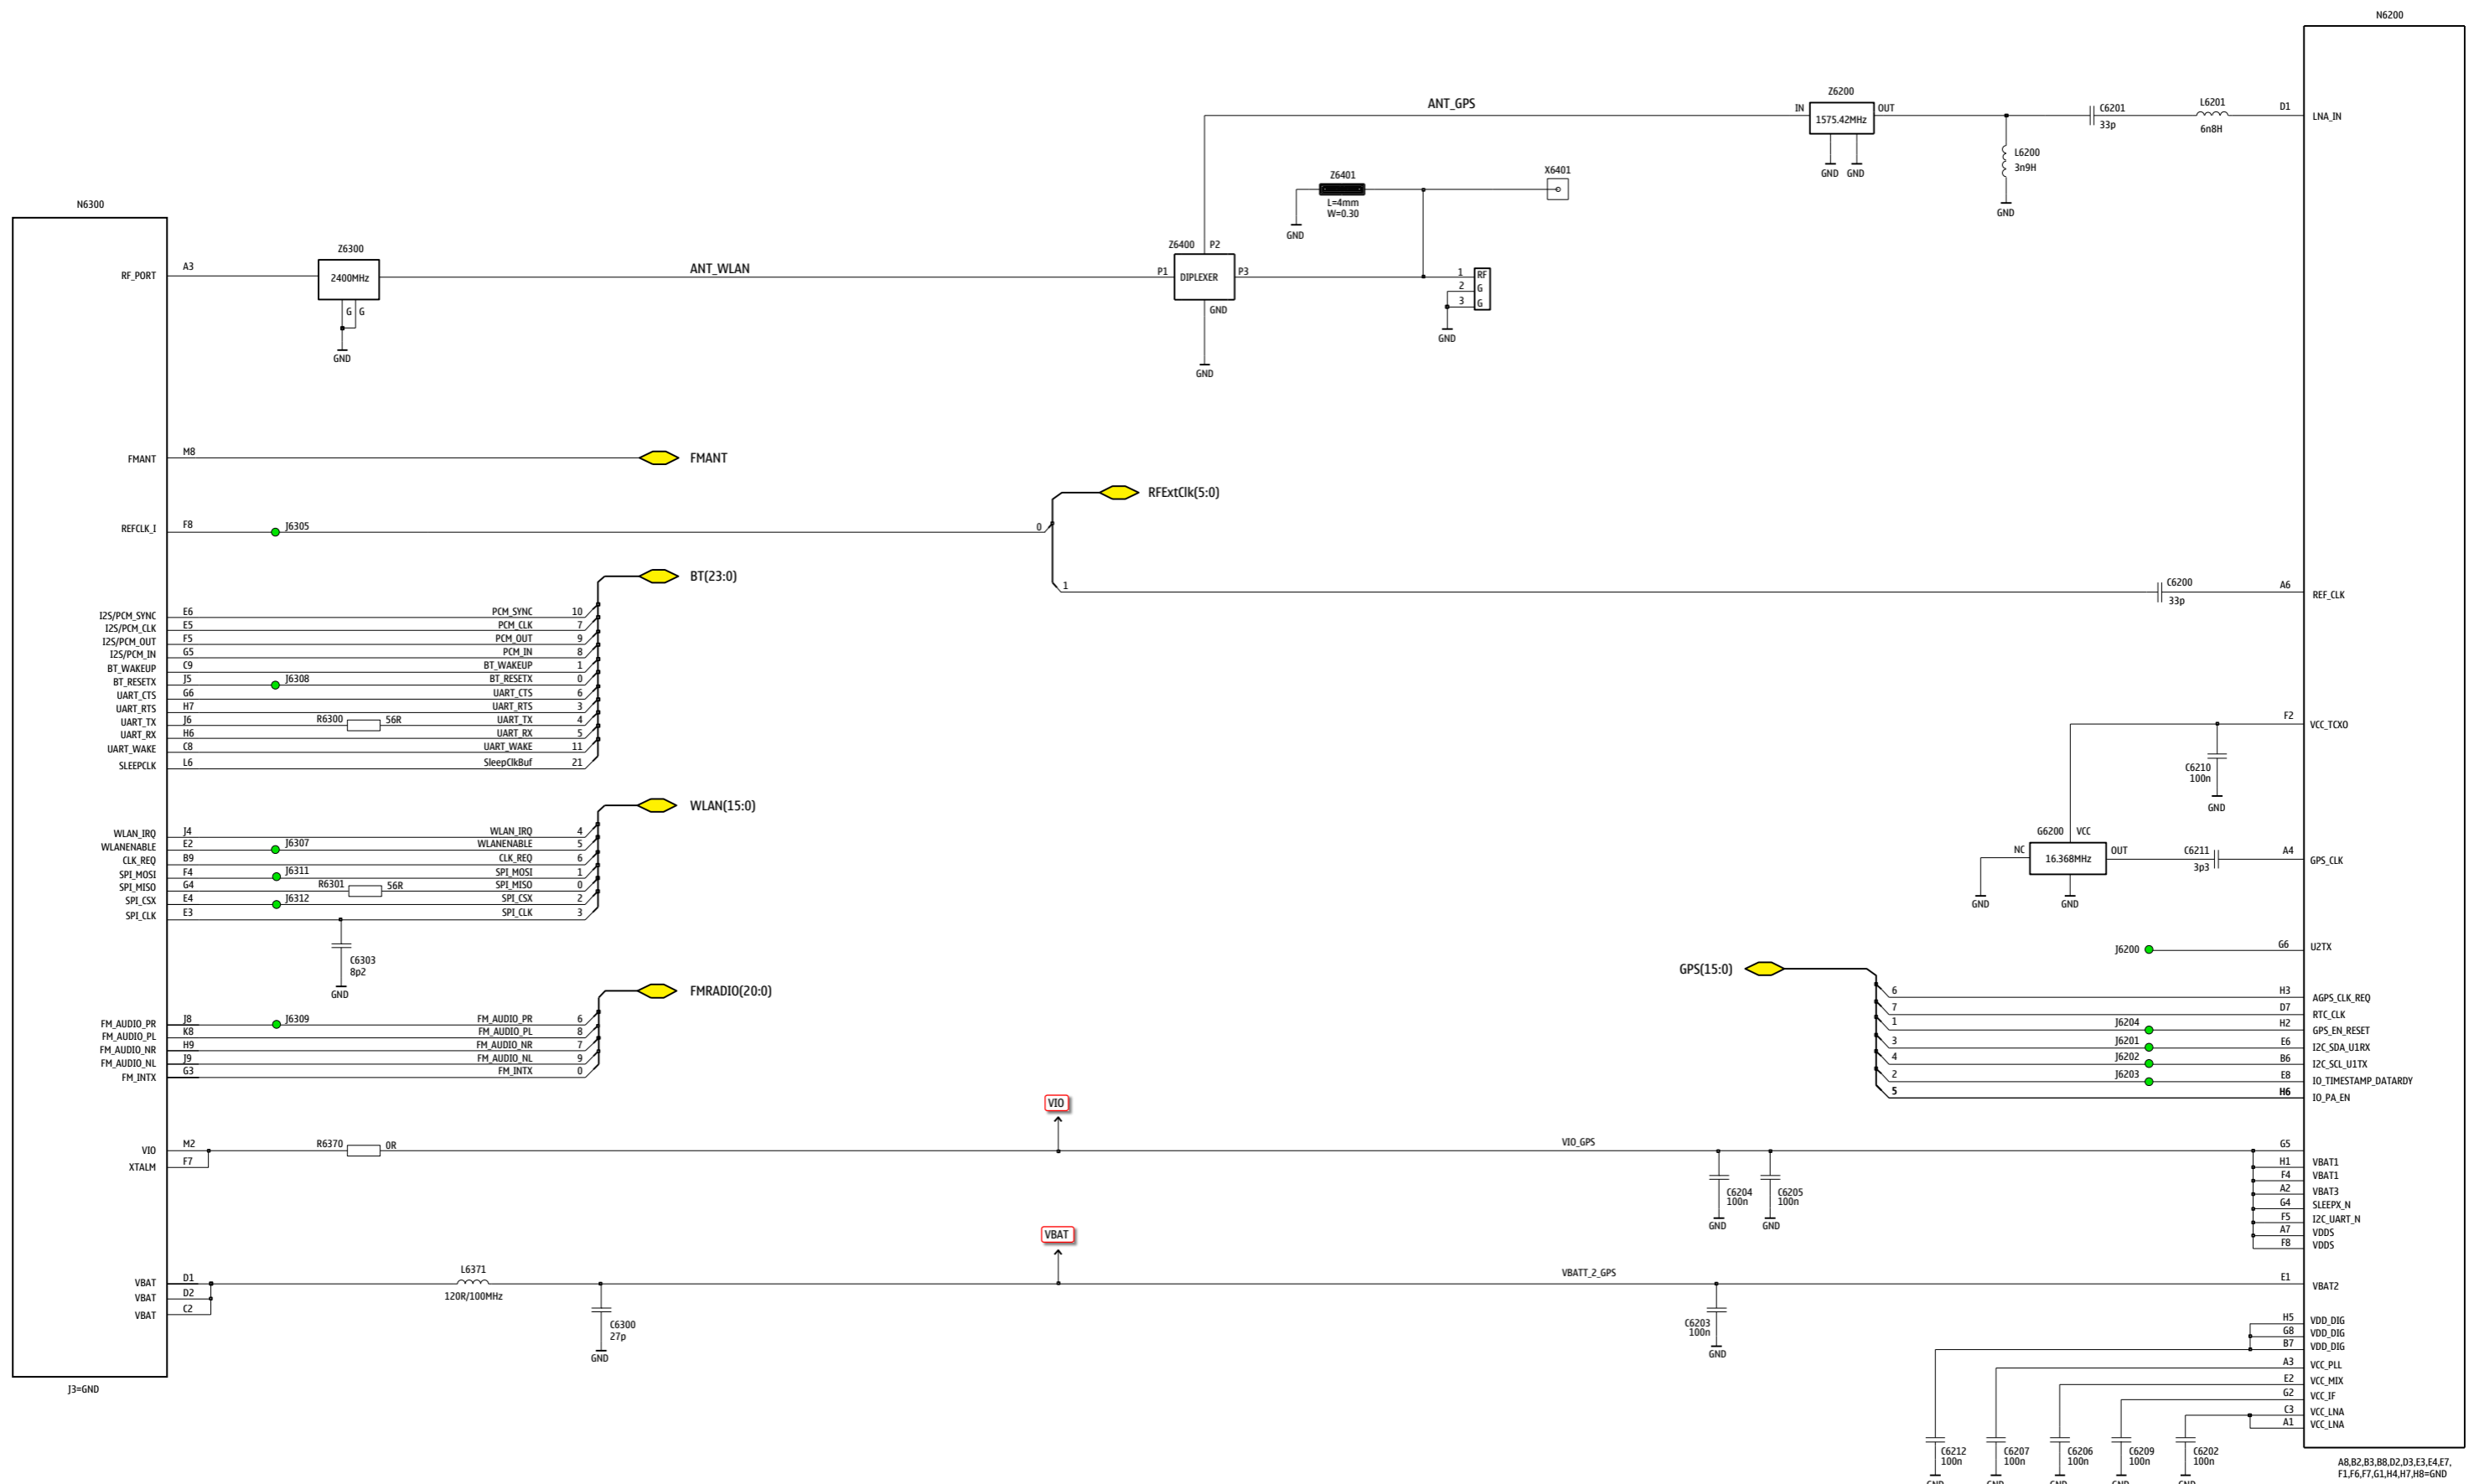 N6200
Z6200
IN
1575.42MHz
OUT
GND
GND
ANT_GPS
C6201
33p
L6201
6n8H
D1
LNA_IN
L6200
3n9H
GND
Z6401
L=4mm
W=0.30
GND
X6401
N6300
RF_PORT
A3
Z6300
2400MHz
G
G
GND
ANT_WLAN
Z6400
P2
P1
DIPLEXER
P3
GND
GND
1
RF
2
G
3
G
GND
FMANT
M8
FMANT
RFExtClk(5:0)
REFCLK_I
F8
J6305
0
1
C6200
33p
A6
REF_CLK
BT(23:0)
I2S/PCM_SYNC E6 PCM_SYNC 10
I2S/PCM_CLK E5 PCM_CLK 7
I2S/PCM_OUT F5 PCM_OUT 9
I2S/PCM_IN G5 PCM_IN 8
BT_WAKEUP C9 BT_WAKEUP 1
BT_RESETX J5 J6308 BT_RESETX 0
UART_CTS G6 UART_CTS 6
UART_RTS H7 UART_RTS 3
UART_TX J6 R6300 56R UART_TX 4
UART_RX H6 UART_RX 5
UART_WAKE C8 UART_WAKE 11
SLEEPCLK L6 SleepClkBuf 21
F2
VCC_TCXO
C6210
100n
GND
G6200
VCC
NC
16.368MHz
OUT
C6211
3p3
A4
GPS_CLK
GND
GND
WLAN(15:0)
WLAN_IRQ J4 WLAN_IRQ 4
WLANENABLE E2 J6307 WLANENABLE 5
CLK_REQ B9 CLK_REQ 6
SPI_MOSI F4 J6311 SPI_MOSI 1
SPI_MISO G4 R6301 56R SPI_MISO 0
SPI_CSX E4 J6312 SPI_CSX 2
SPI_CLK E3 SPI_CLK 3
C6303
8p2
GND
J6200 G6 U2TX
GPS(15:0)
6 H3 AGPS_CLK_REQ
7 D7 RTC_CLK
1 J6204 H2 GPS_EN_RESET
3 J6201 E6 I2C_SDA_U1RX
4 J6202 B6 I2C_SCL_U1TX
2 J6203 E8 IO_TIMESTAMP_DATARDY
5 H6 IO_PA_EN
FMRADIO(20:0)
FM_AUDIO_PR J8 J6309 FM_AUDIO_PR 6
FM_AUDIO_PL K8 FM_AUDIO_PL 8
FM_AUDIO_NR H9 FM_AUDIO_NR 7
FM_AUDIO_NL J9 FM_AUDIO_NL 9
FM_INTX G3 FM_INTX 0
VIO
VIO M2 R6370 0R VIO_GPS G5
XTALM F7
C6204
100n
GND
C6205
100n
GND
H1 VBAT1
F4 VBAT1
A2 VBAT3
G4 SLEEPX_N
F5 I2C_UART_N
A7 VDDS
F8 VDDS
VBAT
VBAT D1
VBAT D2
VBAT C2
L6371
120R/100MHz
C6300
27p
GND
VBATT_2_GPS
E1 VBAT2
C6203
100n
GND
H5 VDD_DIG
G8 VDD_DIG
B7 VDD_DIG
A3 VCC_PLL
E2 VCC_MIX
G2 VCC_IF
C3 VCC_LNA
A1 VCC_LNA
C6212
100n
GND
C6207
100n
GND
C6206
100n
GND
C6209
100n
GND
C6202
100n
GND
J3=GND
A8,B2,B3,B8,D2,D3,E3,E4,E7,
F1,F6,F7,G1,H4,H7,H8=GND